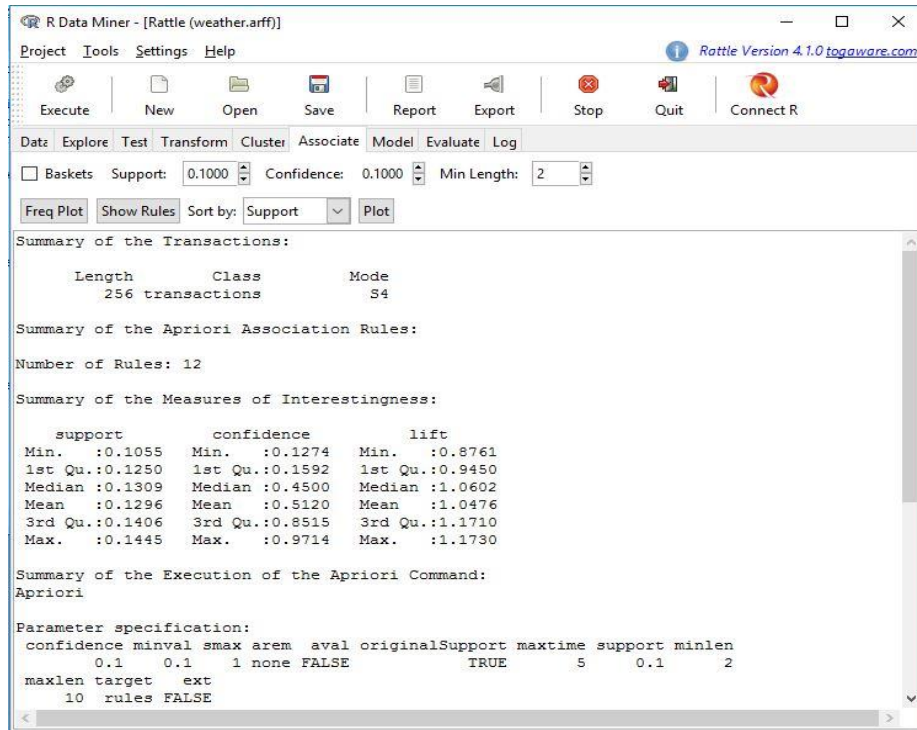 R Data Miner - [Rattle (weather.arff)]
Project Tools Settings Help Rattle Version 4.1.0 togaware.com
Execute New Open Save Report Export Stop Quit Connect R
Data Explore Test Transform Cluster Associate Model Evaluate Log
Baskets Support: 0.1000 Confidence: 0.1000 Min Length: 2
Freq Plot Show Rules Sort by: Support Plot
Summary of the Transactions:
Length Class Mode
256 transactions S4
Summary of the Apriori Association Rules:
Number of Rules: 12
Summary of the Measures of Interestingness:
support confidence lift
Min. :0.1055 Min. :0.1274 Min. :0.8761
1st Qu.:0.1250 1st Qu.:0.1592 1st Qu.:0.9450
Median :0.1309 Median :0.4500 Median :1.0602
Mean :0.1296 Mean :0.5120 Mean :1.0476
3rd Qu.:0.1406 3rd Qu.:0.8515 3rd Qu.:1.1710
Max. :0.1445 Max. :0.9714 Max. :1.1730
Summary of the Execution of the Apriori Command:
Apriori
Parameter specification:
confidence minval smax arem aval originalSupport maxtime support minlen
0.1 0.1 1 none FALSE TRUE 5 0.1 2
maxlen target ext
10 rules FALSE